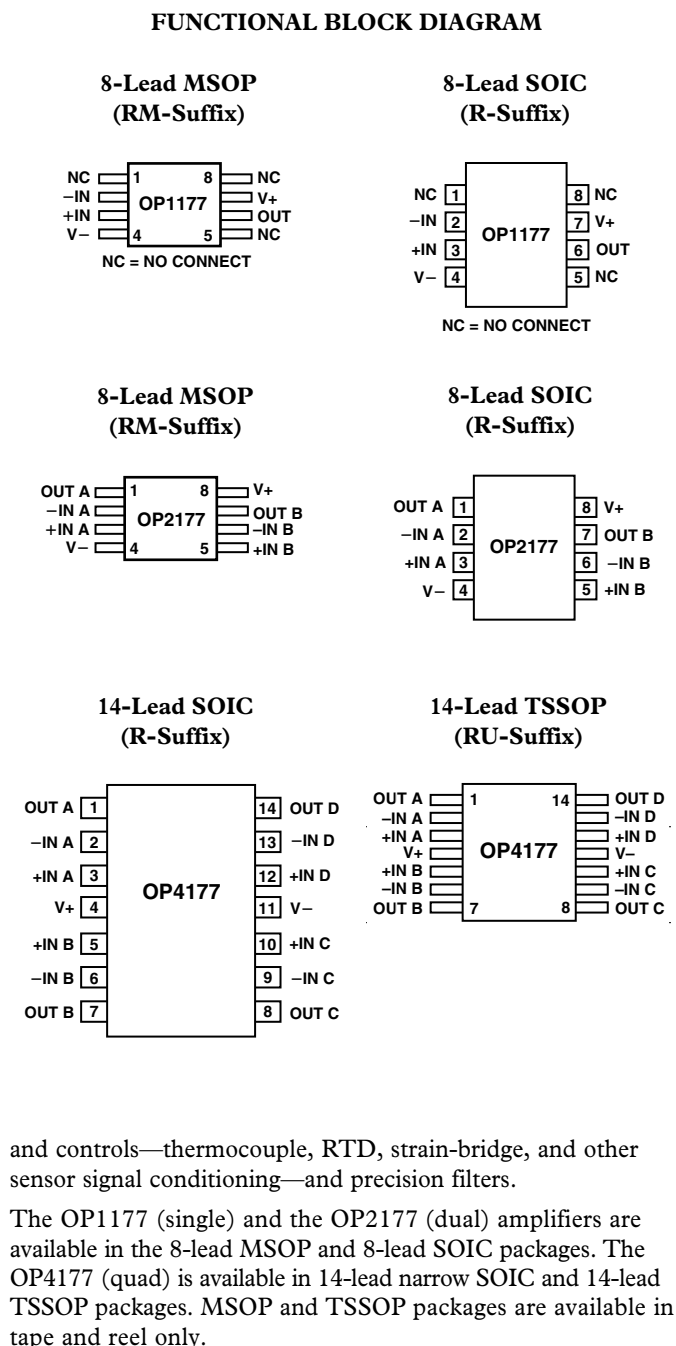 FUNCTIONAL BLOCK DIAGRAM
8-Lead MSOP
(RM-Suffix)
NC 1 8 NC
−IN V+
+IN OP1177 OUT
V− 4 5 NC
NC = NO CONNECT
8-Lead SOIC
(R-Suffix)
NC 1 8 NC
−IN 2 7 V+
OP1177
+IN 3 6 OUT
V− 4 5 NC
NC = NO CONNECT
8-Lead MSOP
(RM-Suffix)
OUT A 1 8 V+
−IN A OUT B
OP2177
+IN A −IN B
V− 4 5 +IN B
8-Lead SOIC
(R-Suffix)
OUT A 1 8 V+
−IN A 2 7 OUT B
OP2177
+IN A 3 6 −IN B
V− 4 5 +IN B
14-Lead SOIC
(R-Suffix)
OUT A 1 14 OUT D
−IN A 2 13 −IN D
+IN A 3 12 +IN D
OP4177
V+ 4 11 V−
+IN B 5 10 +IN C
−IN B 6 9 −IN C
OUT B 7 8 OUT C
14-Lead TSSOP
(RU-Suffix)
OUT A 1 14 OUT D
−IN A −IN D
+IN A +IN D
V+ OP4177 V−
+IN B +IN C
−IN B −IN C
OUT B 7 8 OUT C
and controls—thermocouple, RTD, strain-bridge, and other
sensor signal conditioning—and precision filters.
The OP1177 (single) and the OP2177 (dual) amplifiers are
available in the 8-lead MSOP and 8-lead SOIC packages. The
OP4177 (quad) is available in 14-lead narrow SOIC and 14-lead
TSSOP packages. MSOP and TSSOP packages are available in
tape and reel only.